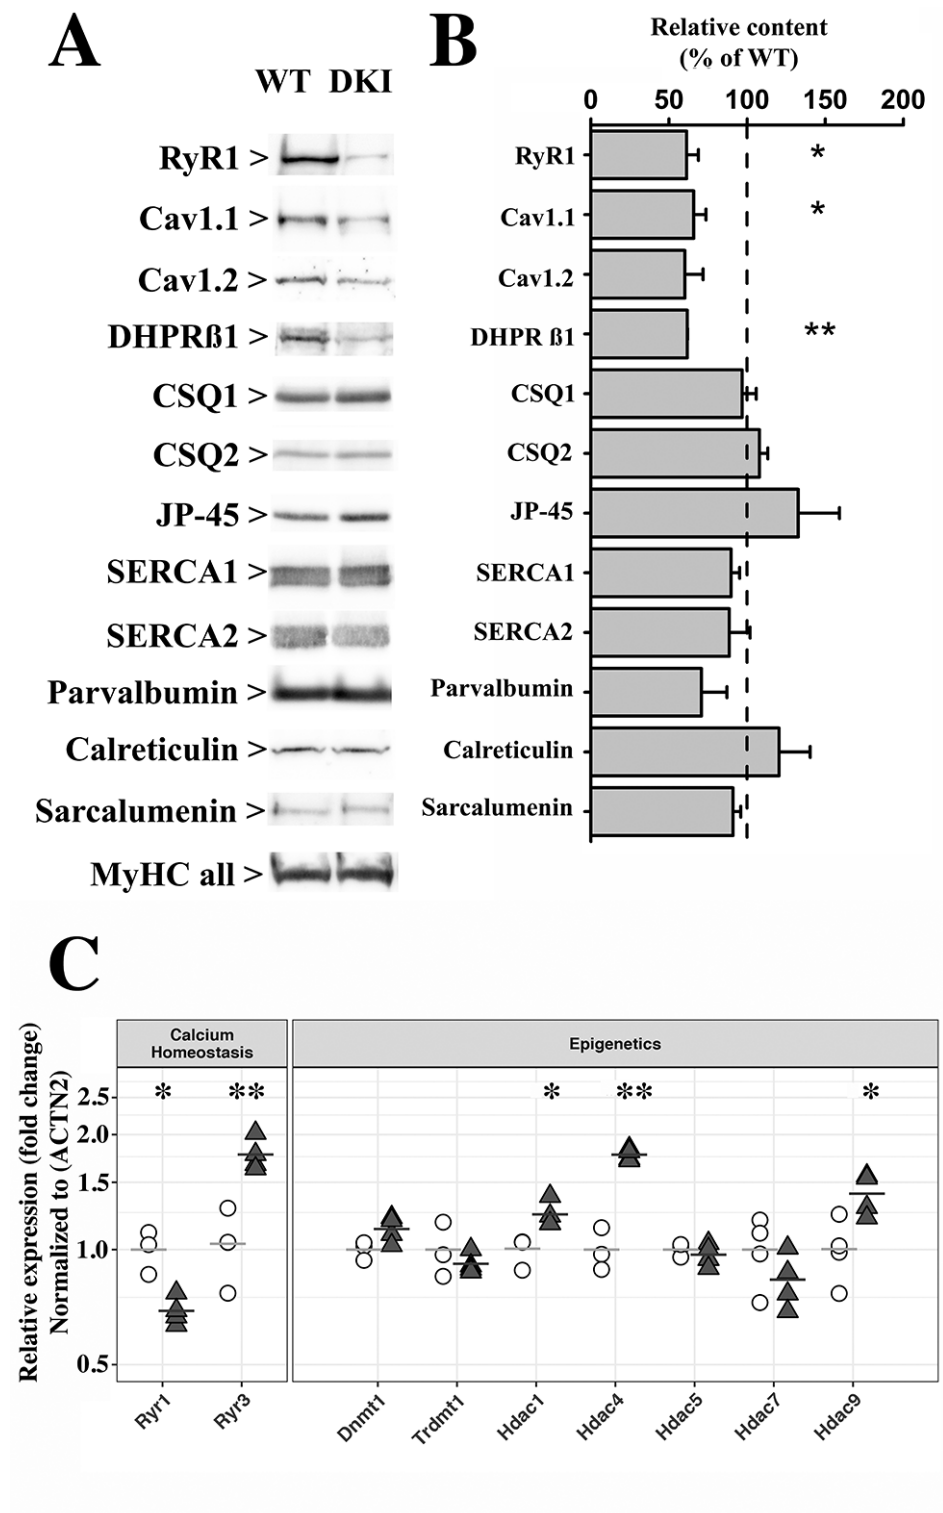 A
WT DKI
RyR1 >
Cav1.1 >
Cav1.2 >
DHPRß1 >
CSQ1 >
CSQ2 >
JP-45 >
SERCA1 >
SERCA2 >
Parvalbumin >
Calreticulin >
Sarcalumenin >
MyHC all >
B
Relative content
(% of WT)
0 50 100 150 200
RyR1 *
Cav1.1 *
Cav1.2
DHPR ß1 **
CSQ1
CSQ2
JP-45
SERCA1
SERCA2
Parvalbumin
Calreticulin
Sarcalumenin
C
Relative expression (fold change)
Normalized to (ACTN2)
Calcium
Homeostasis
Epigenetics
* ** * ** *
2.5
2.0
1.5
1.0
0.5
Ryr1
Ryr3
Dnmt1
Trdmt1
Hdac1
Hdac4
Hdac5
Hdac7
Hdac9